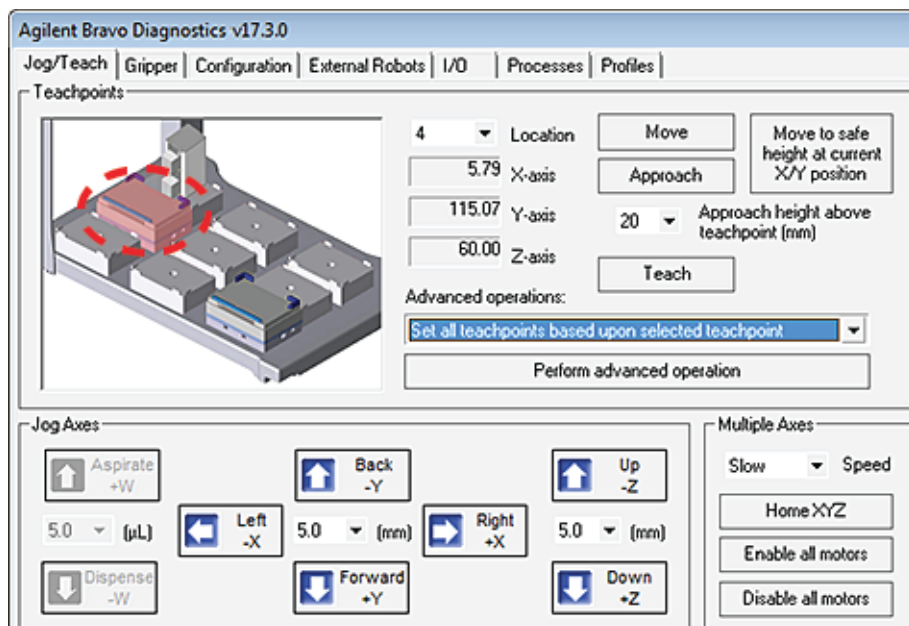 Agilent Bravo Diagnostics v17.3.0
Jog/Teach Gripper Configuration External Robots I/O Processes Profiles
Teachpoints
4 Location
5.79 X-axis
115.07 Y-axis
60.00 Z-axis
Move
Approach
Move to safe
height at current
X/Y position
20 Approach height above
teachpoint (mm)
Teach
Advanced operations:
Set all teachpoints based upon selected teachpoint
Perform advanced operation
Jog Axes
Aspirate
+W
5.0 (µL)
Dispense
-W
Back
-Y
Left
-X
5.0 (mm)
Right
+X
Forward
+Y
Up
-Z
5.0 (mm)
Down
+Z
Multiple Axes
Slow Speed
Home XYZ
Enable all motors
Disable all motors